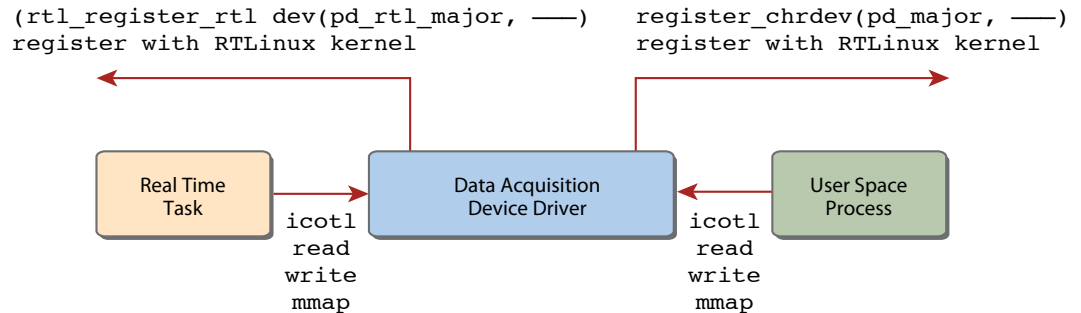 (rtl_register_rtl dev(pd_rtl_major, ——)
register with RTLinux kernel
register_chrdev(pd_major, ——)
register with RTLinux kernel
Real Time
Task
Data Acquisition
Device Driver
User Space
Process
icotl
read
write
mmap
icotl
read
write
mmap